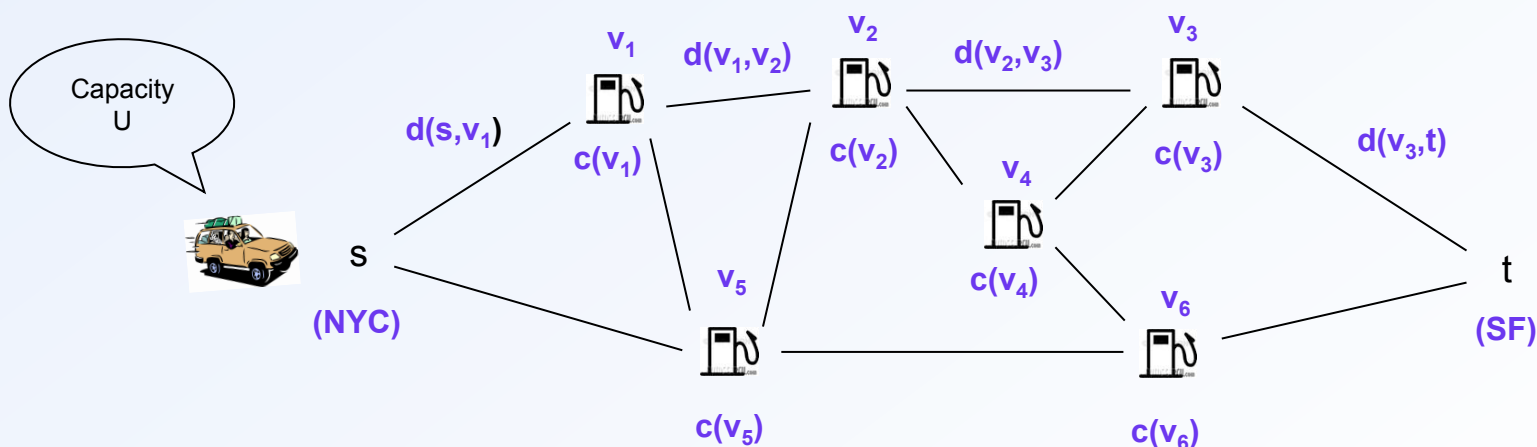 Capacity
U
v₁
d(v₁,v₂)
v₂
d(v₂,v₃)
v₃
d(s,v₁)
c(v₁)
c(v₂)
c(v₃)
d(v₃,t)
v₄
s
(NYC)
v₅
c(v₄)
v₆
t
(SF)
c(v₅)
c(v₆)